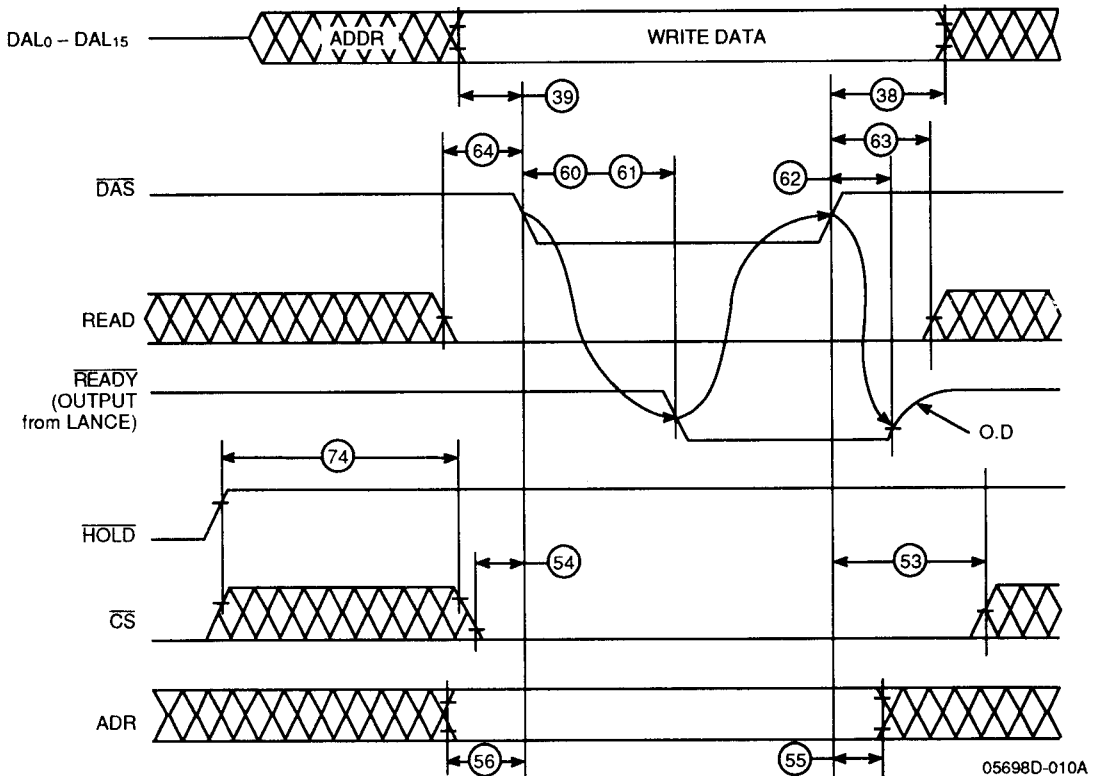 DAL0 – DAL15
ADDR
WRITE DATA
39
38
64
63
DAS
60
61
62
READ
READY
(OUTPUT
from LANCE)
O.D
74
HOLD
54
53
CS
ADR
56
55
05698D-010A